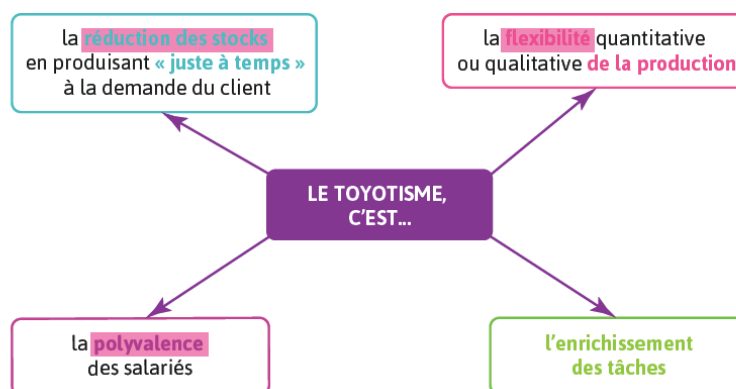 la réduction des stocks
en produisant « juste à temps »
à la demande du client
la flexibilité quantitative
ou qualitative de la production
LE TOYOTISME,
C'EST...
la polyvalence
des salariés
l'enrichissement
des tâches